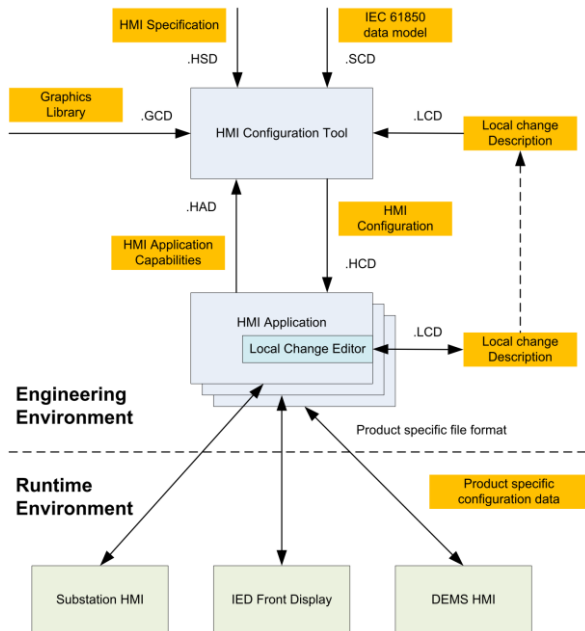 HMI Specification
IEC 61850
data model
.HSD
.SCD
Graphics
Library
.GCD
HMI Configuration Tool
.LCD
Local change
Description
.HAD
HMI
Configuration
HMI Application
Capabilities
.HCD
HMI Application
Local Change Editor
.LCD
Local change
Description
Engineering
Environment
Product specific file format
Runtime
Environment
Product specific
configuration data
Substation HMI
IED Front Display
DEMS HMI